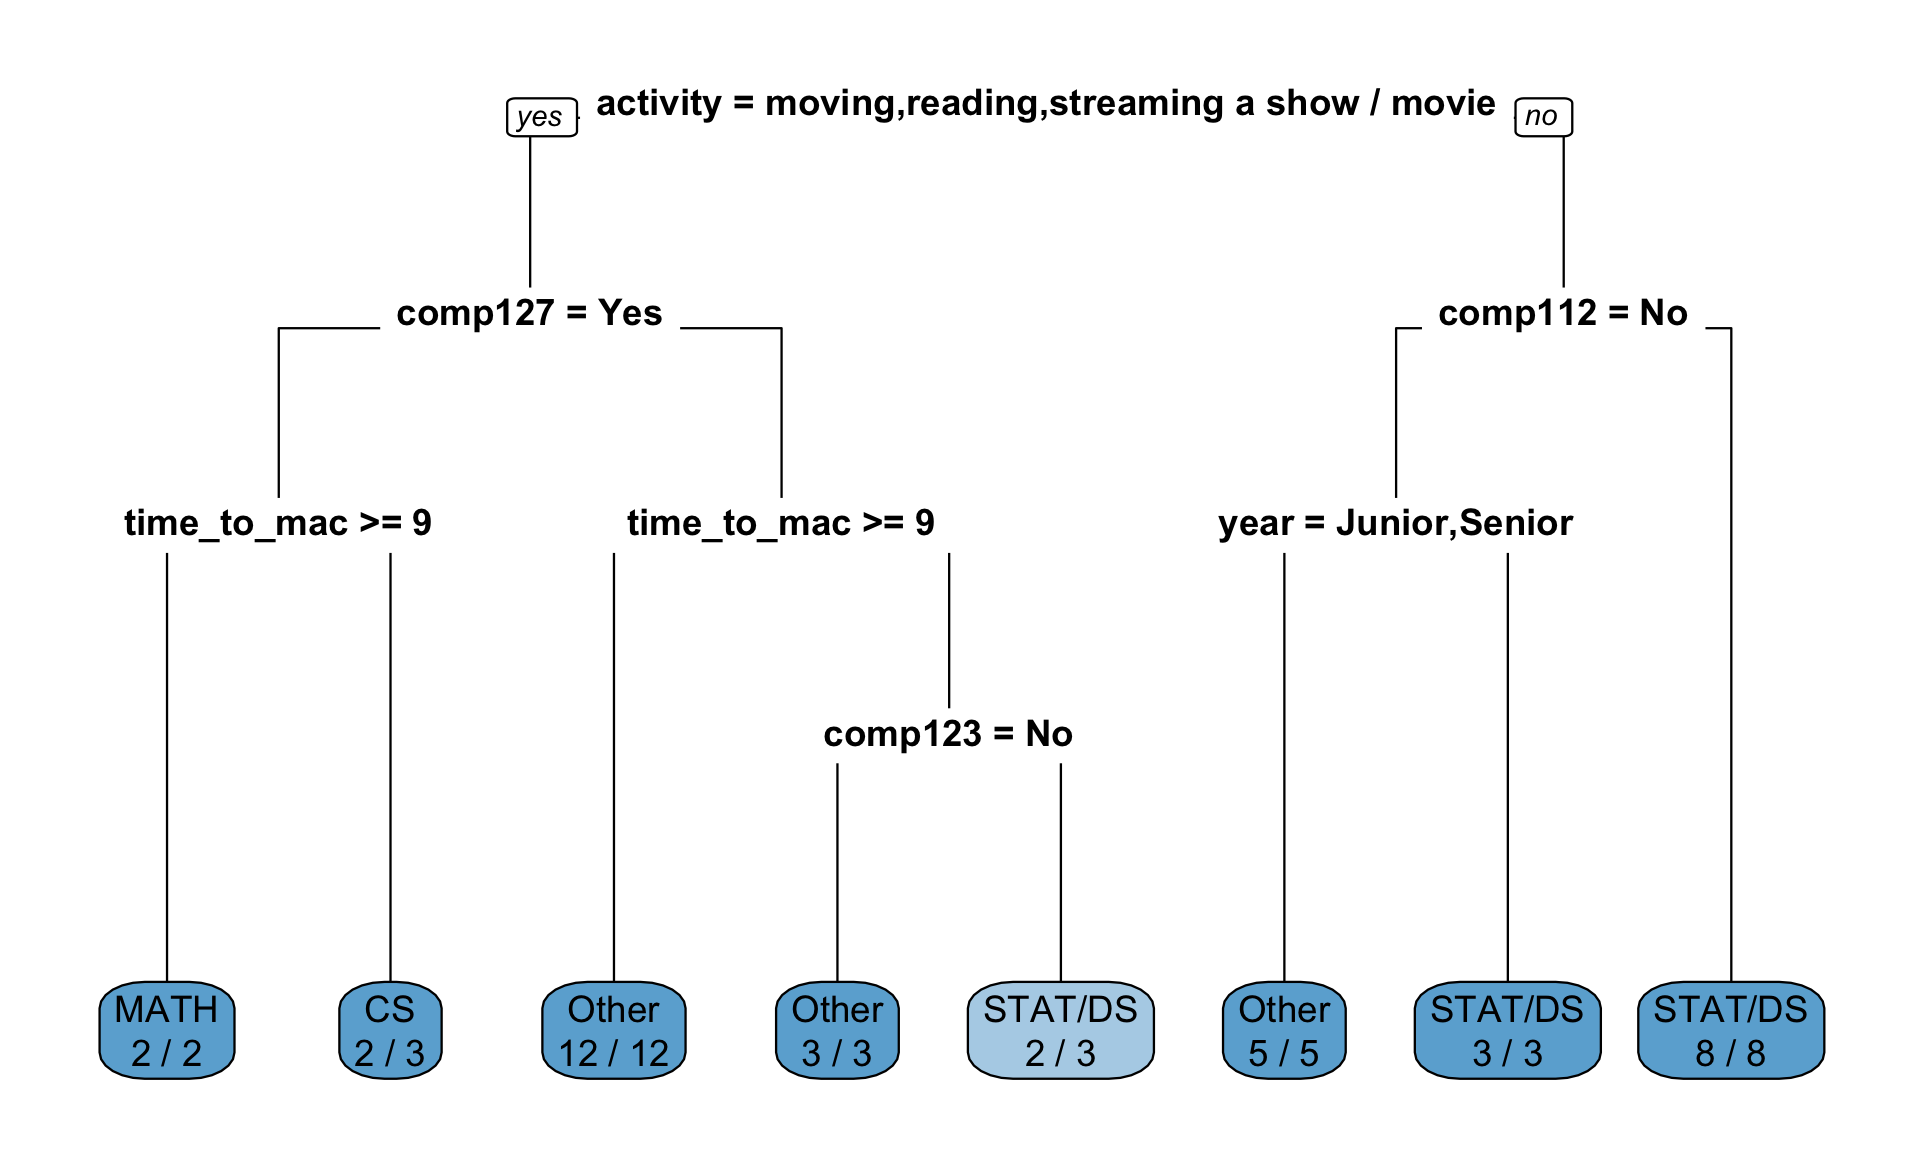 yes
activity = moving,reading,streaming a show / movie
no
comp127 = Yes
comp112 = No
time_to_mac >= 9
time_to_mac >= 9
year = Junior,Senior
comp123 = No
MATH
2 / 2
CS
2 / 3
Other
12 / 12
Other
3 / 3
STAT/DS
2 / 3
Other
5 / 5
STAT/DS
3 / 3
STAT/DS
8 / 8